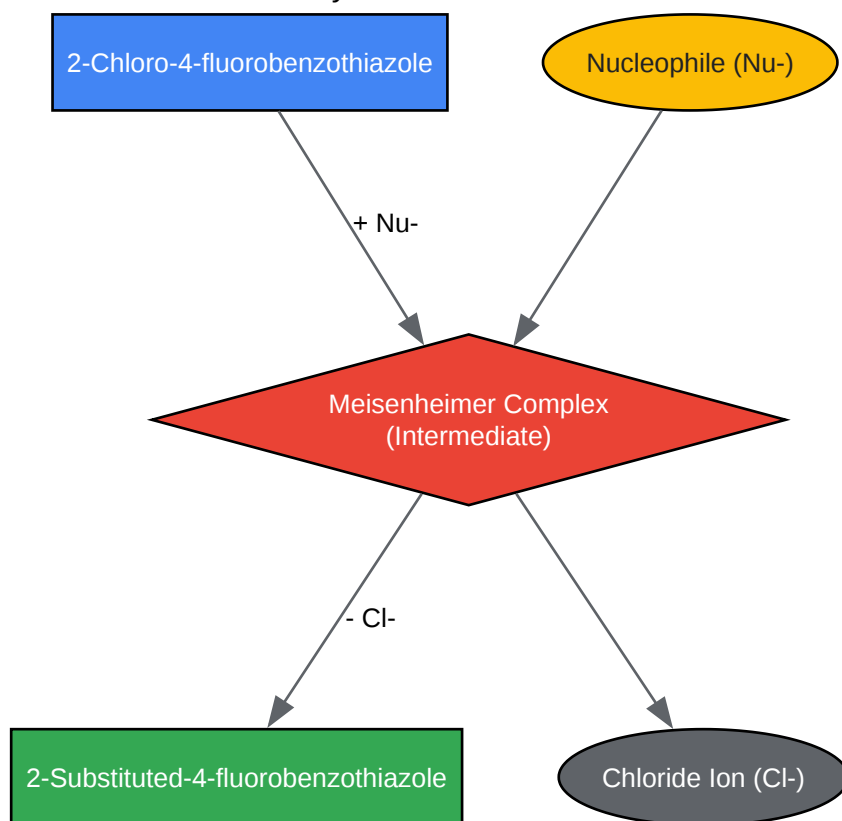 2-Chloro-4-fluorobenzothiazole
Nucleophile (Nu-)
+ Nu-
Meisenheimer Complex
(Intermediate)
- Cl-
2-Substituted-4-fluorobenzothiazole
Chloride Ion (Cl-)